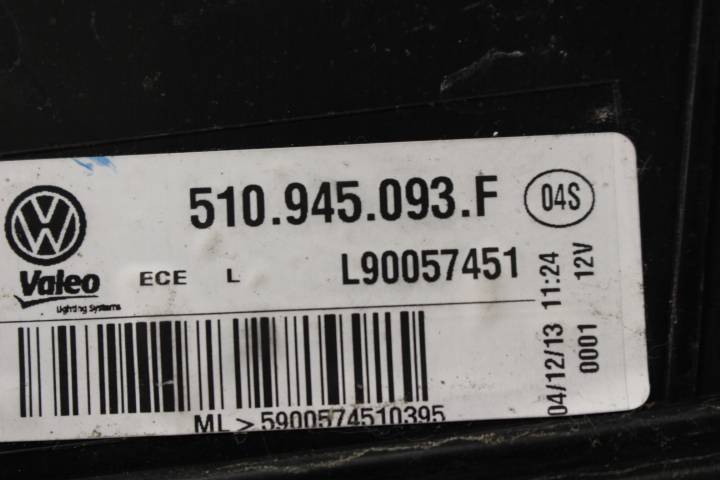 510.945.093.F 04S
Valeo ECE L L90057451
Lighting Systems
ML>5900574510395
04/12/13 11:24
0001 12V